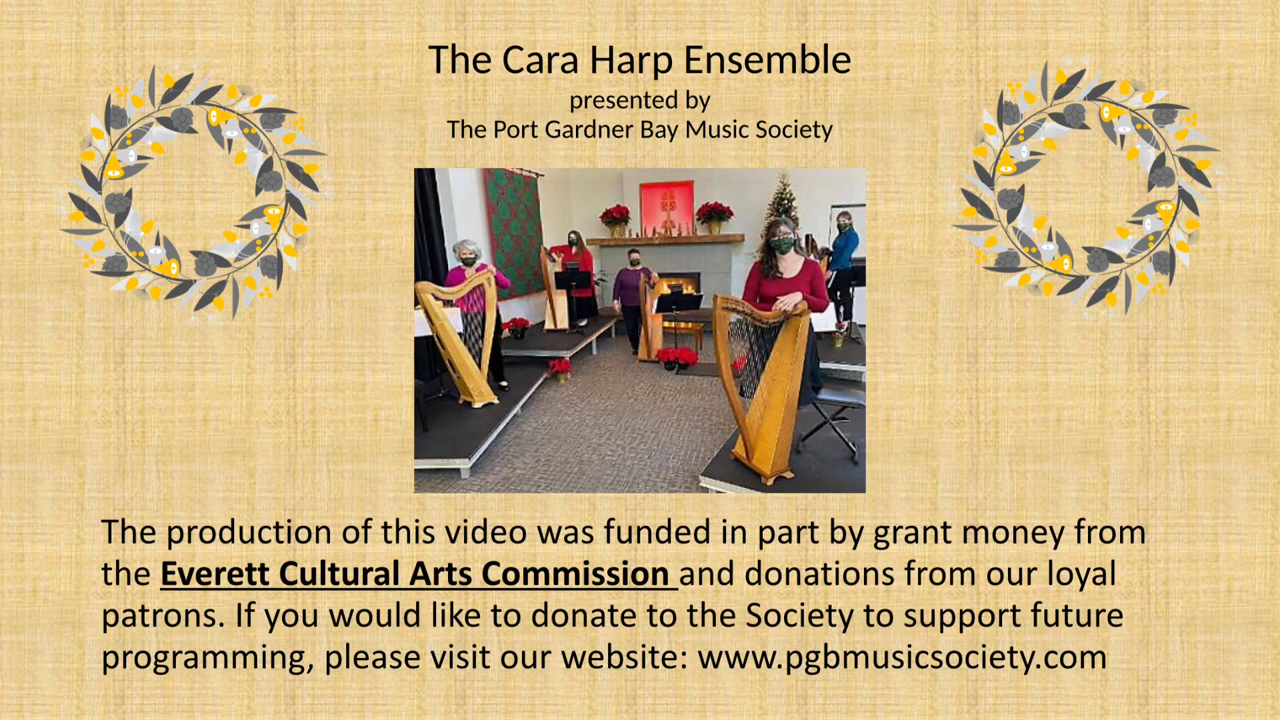 The Cara Harp Ensemble
presented by
The Port Gardner Bay Music Society
The production of this video was funded in part by grant money from
the Everett Cultural Arts Commission and donations from our loyal
patrons. If you would like to donate to the Society to support future
programming, please visit our website: www.pgbmusicsociety.com